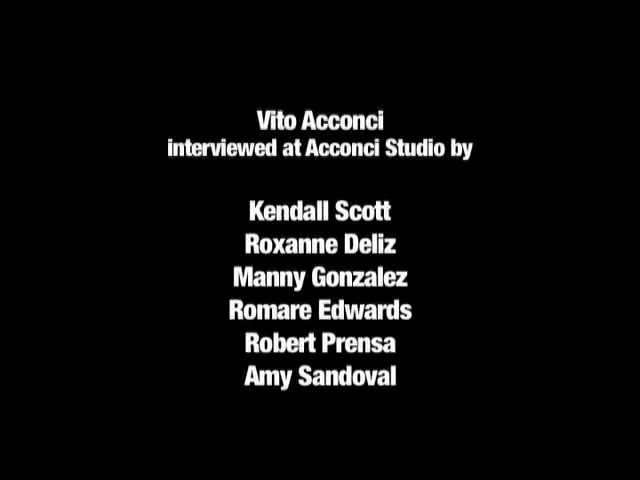 Vito Acconci
interviewed at Acconci Studio by
Kendall Scott
Roxanne Deliz
Manny Gonzalez
Romare Edwards
Robert Prensa
Amy Sandoval